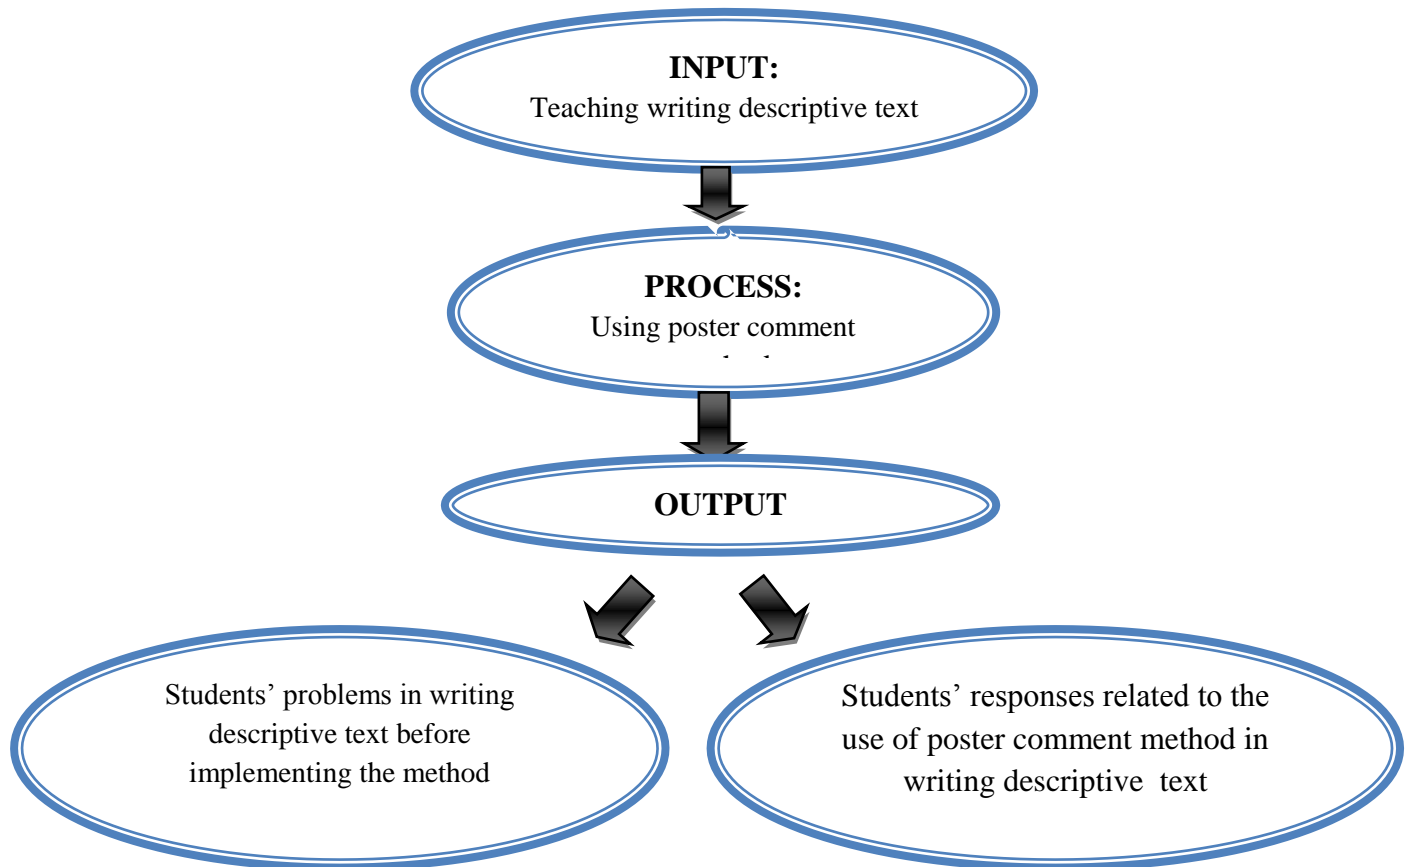 INPUT:
Teaching writing descriptive text
PROCESS:
Using poster comment
OUTPUT
Students’ problems in writing
descriptive text before
implementing the method
Students’ responses related to the
use of poster comment method in
writing descriptive text